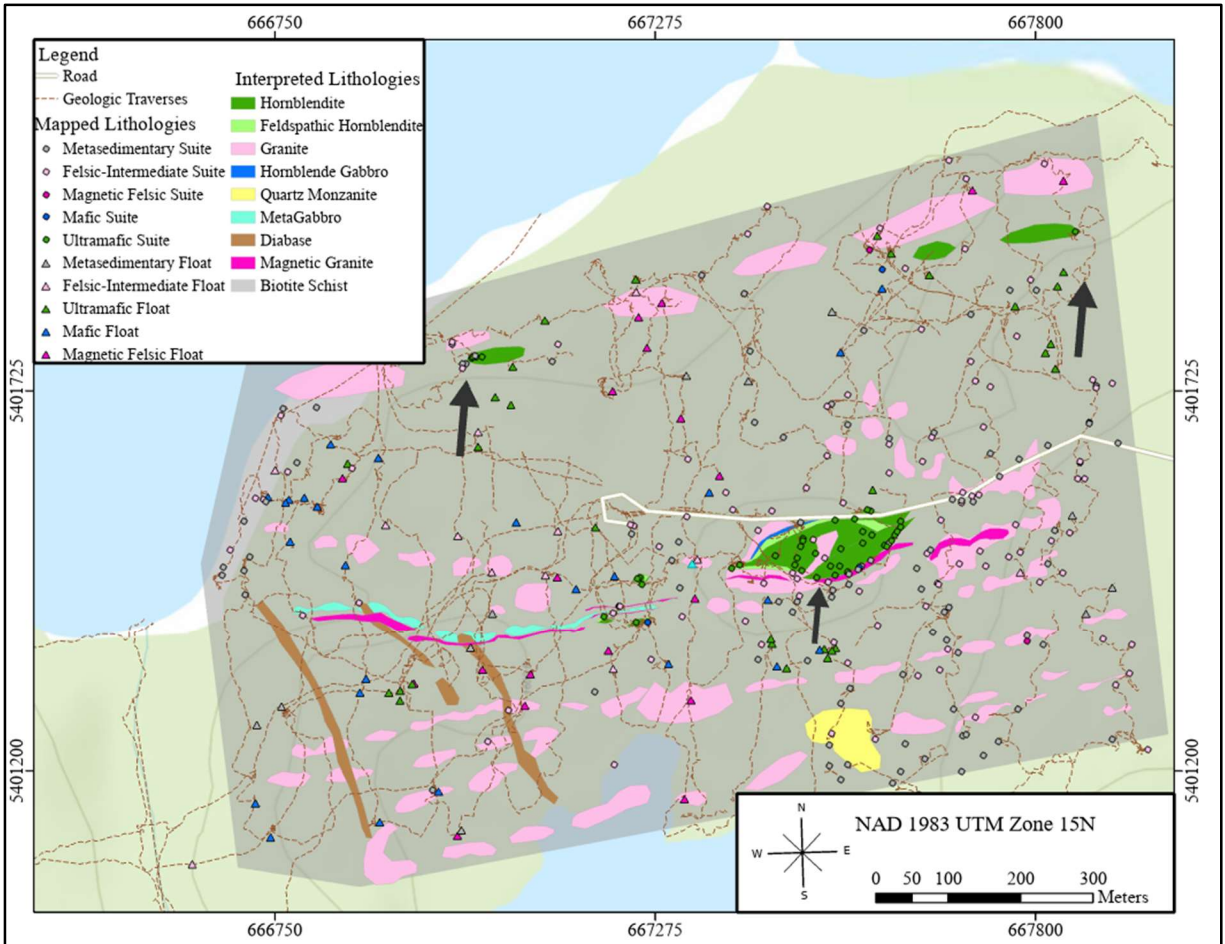 666750 667275 667800
Legend
Road
Geologic Traverses
Mapped Lithologies
Metasedimentary Suite
Felsic-Intermediate Suite
Magnetic Felsic Suite
Mafic Suite
Ultramafic Suite
Metasedimentary Float
Felsic-Intermediate Float
Ultramafic Float
Mafic Float
Magnetic Felsic Float
Interpreted Lithologies
Hornblendite
Feldspathic Hornblendite
Granite
Hornblende Gabbro
Quartz Monzanite
MetaGabbro
Diabase
Magnetic Granite
Biotite Schist
5401725 5401725
5401200 5401200
N
W E
S
NAD 1983 UTM Zone 15N
0 50 100 200 300
Meters
666750 667275 667800